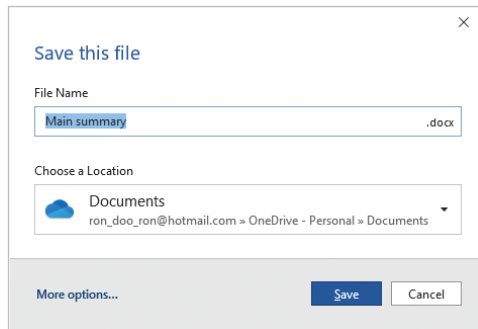 Save this file
File Name
Main summary .docx
Choose a Location
Documents
ron_doo_ron@hotmail.com » OneDrive - Personal » Documents
More options... Save Cancel